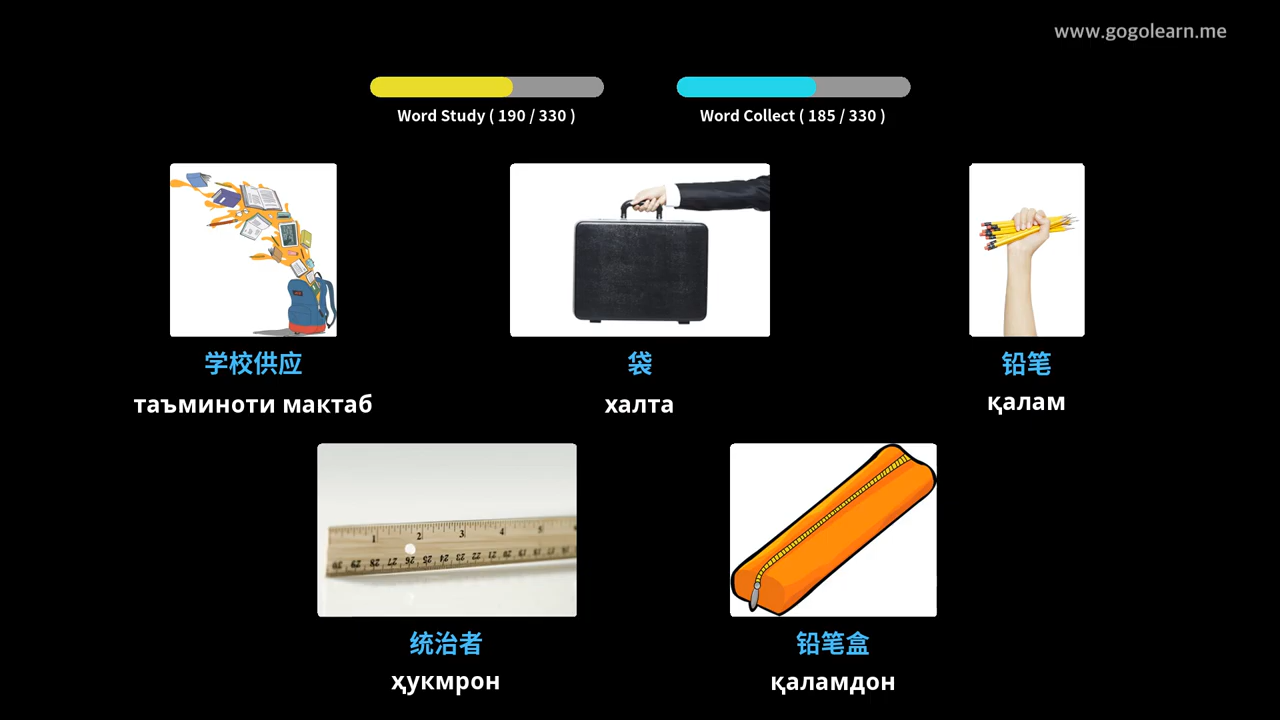 www.gogolearn.me
Word Study ( 190 / 330 )
Word Collect ( 185 / 330 )
学校供应
袋
铅笔
таъминоти мактаб
халта
қалам
统治者
铅笔盒
ҳукмрон
қаламдон